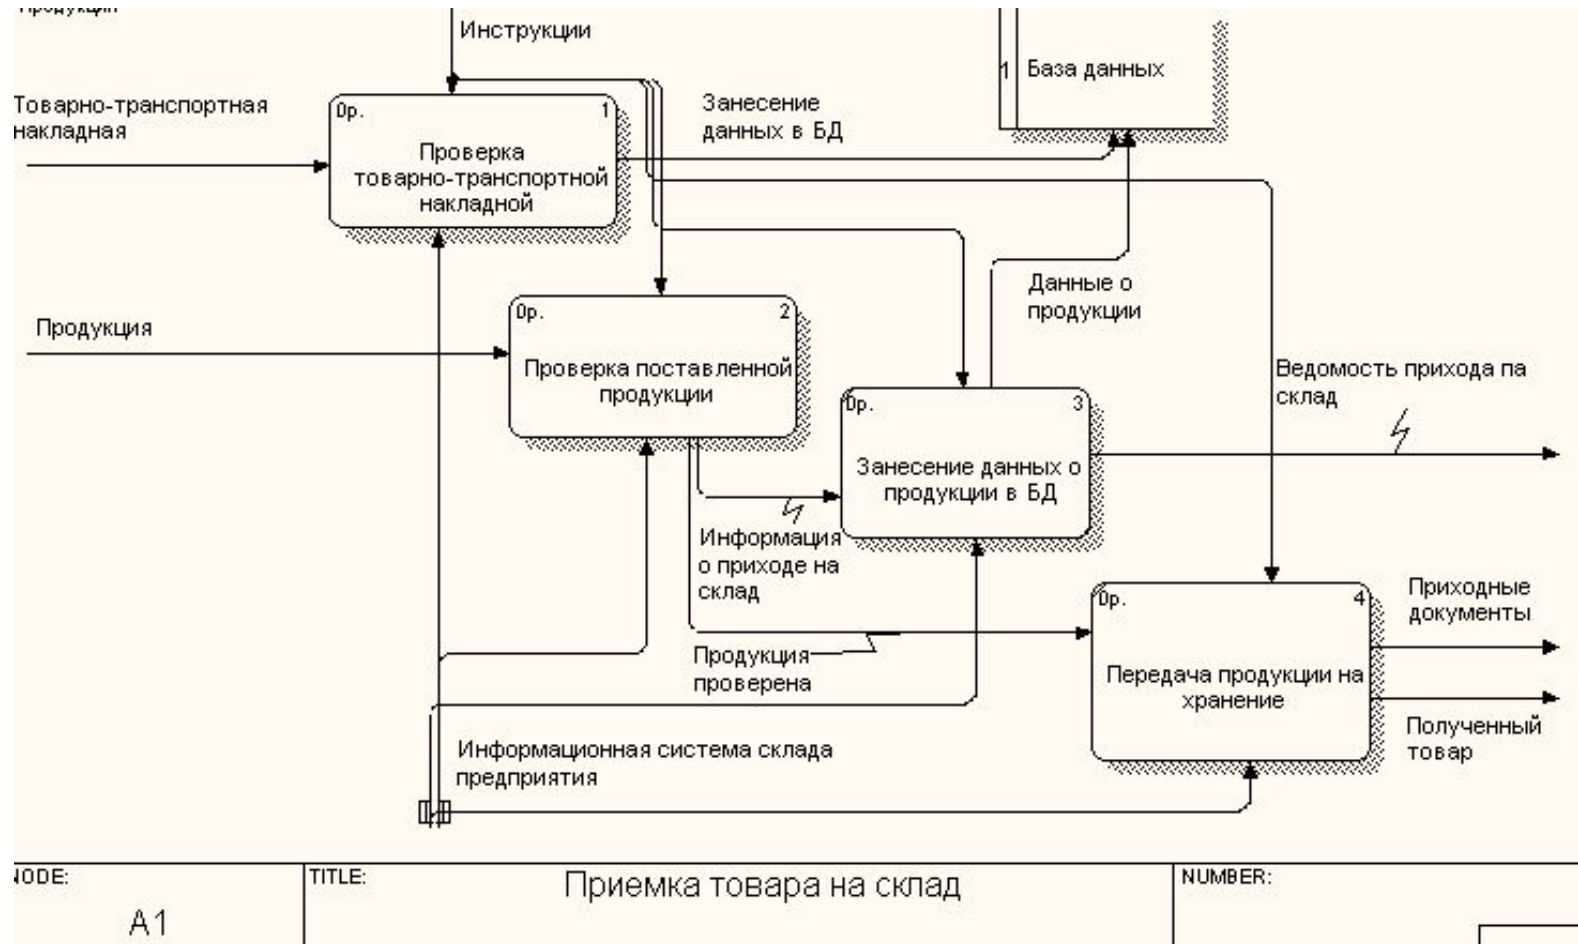 Инструкции
1
База данных
Товарно-транспортная
накладная
0р.
1
Проверка
товарно-транспортной
накладной
Занесение
данных в БД
Продукция
0р.
2
Проверка поставленной
продукции
Данные о
продукции
0р.
3
Занесение данных о
продукции в БД
Ведомость прихода па
склад
Информация
о приходе на
склад
Продукция
проверена
0р.
4
Передача продукции на
хранение
Приходные
документы
Полученный
товар
Информационная система склада
предприятия
NODE:
A1
TITLE:
Приемка товара на склад
NUMBER: